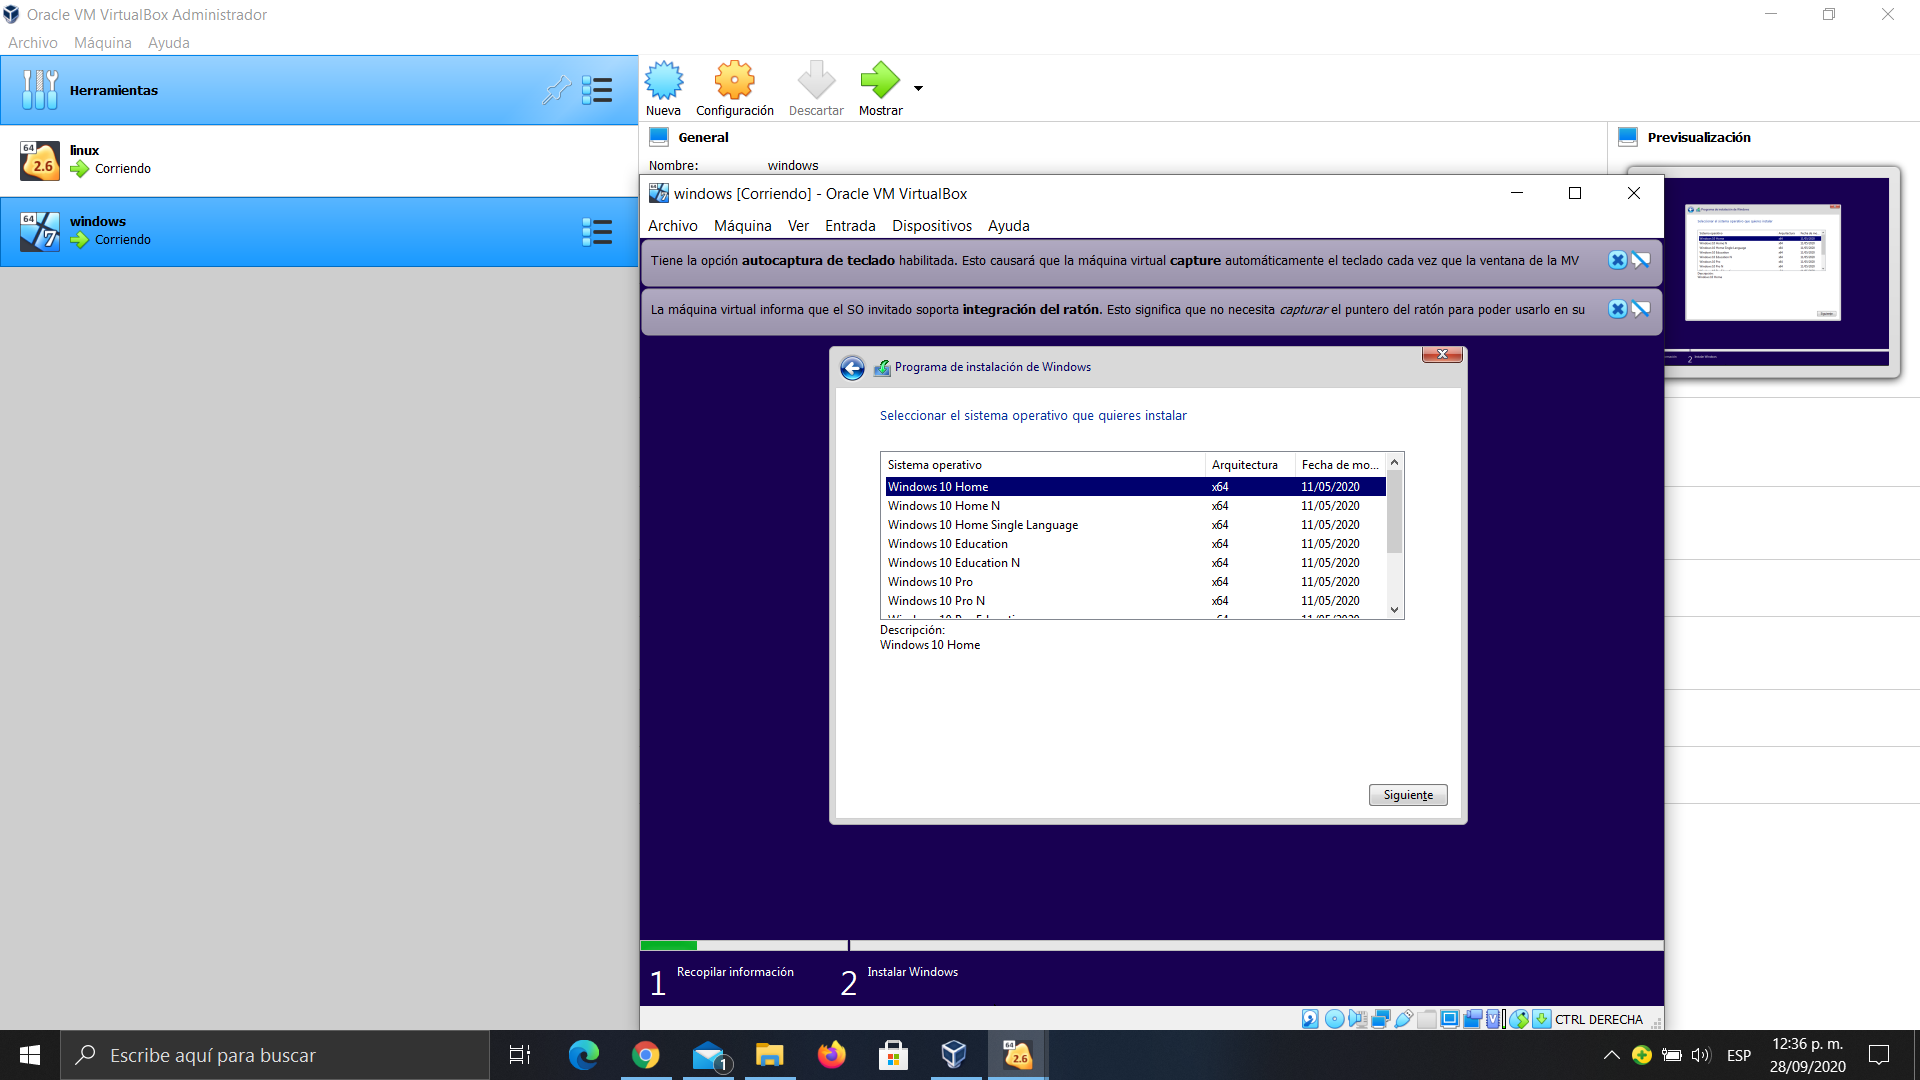 Oracle VM VirtualBox Administrador
Archivo Máquina Ayuda
Herramientas
64
2.6
linux
Corriendo
64
7
windows
Corriendo
Nueva Configuración Descartar Mostrar
General
Nombre: windows
Previsualización
windows [Corriendo] - Oracle VM VirtualBox
Archivo Máquina Ver Entrada Dispositivos Ayuda
Tiene la opción autocaptura de teclado habilitada. Esto causará que la máquina virtual capture automáticamente el teclado cada vez que la ventana de la MV
La máquina virtual informa que el SO invitado soporta integración del ratón. Esto significa que no necesita capturar el puntero del ratón para poder usarlo en su
Programa de instalación de Windows
Seleccionar el sistema operativo que quieres instalar
Sistema operativo Arquitectura Fecha de mo...
Windows 10 Home x64 11/05/2020
Windows 10 Home N x64 11/05/2020
Windows 10 Home Single Language x64 11/05/2020
Windows 10 Education x64 11/05/2020
Windows 10 Education N x64 11/05/2020
Windows 10 Pro x64 11/05/2020
Windows 10 Pro N x64 11/05/2020
Descripción:
Windows 10 Home
Siguiente
1 Recopilar información 2 Instalar Windows
CTRL DERECHA
Escribe aquí para buscar
1
64
2.6
ESP
12:36 p. m.
28/09/2020